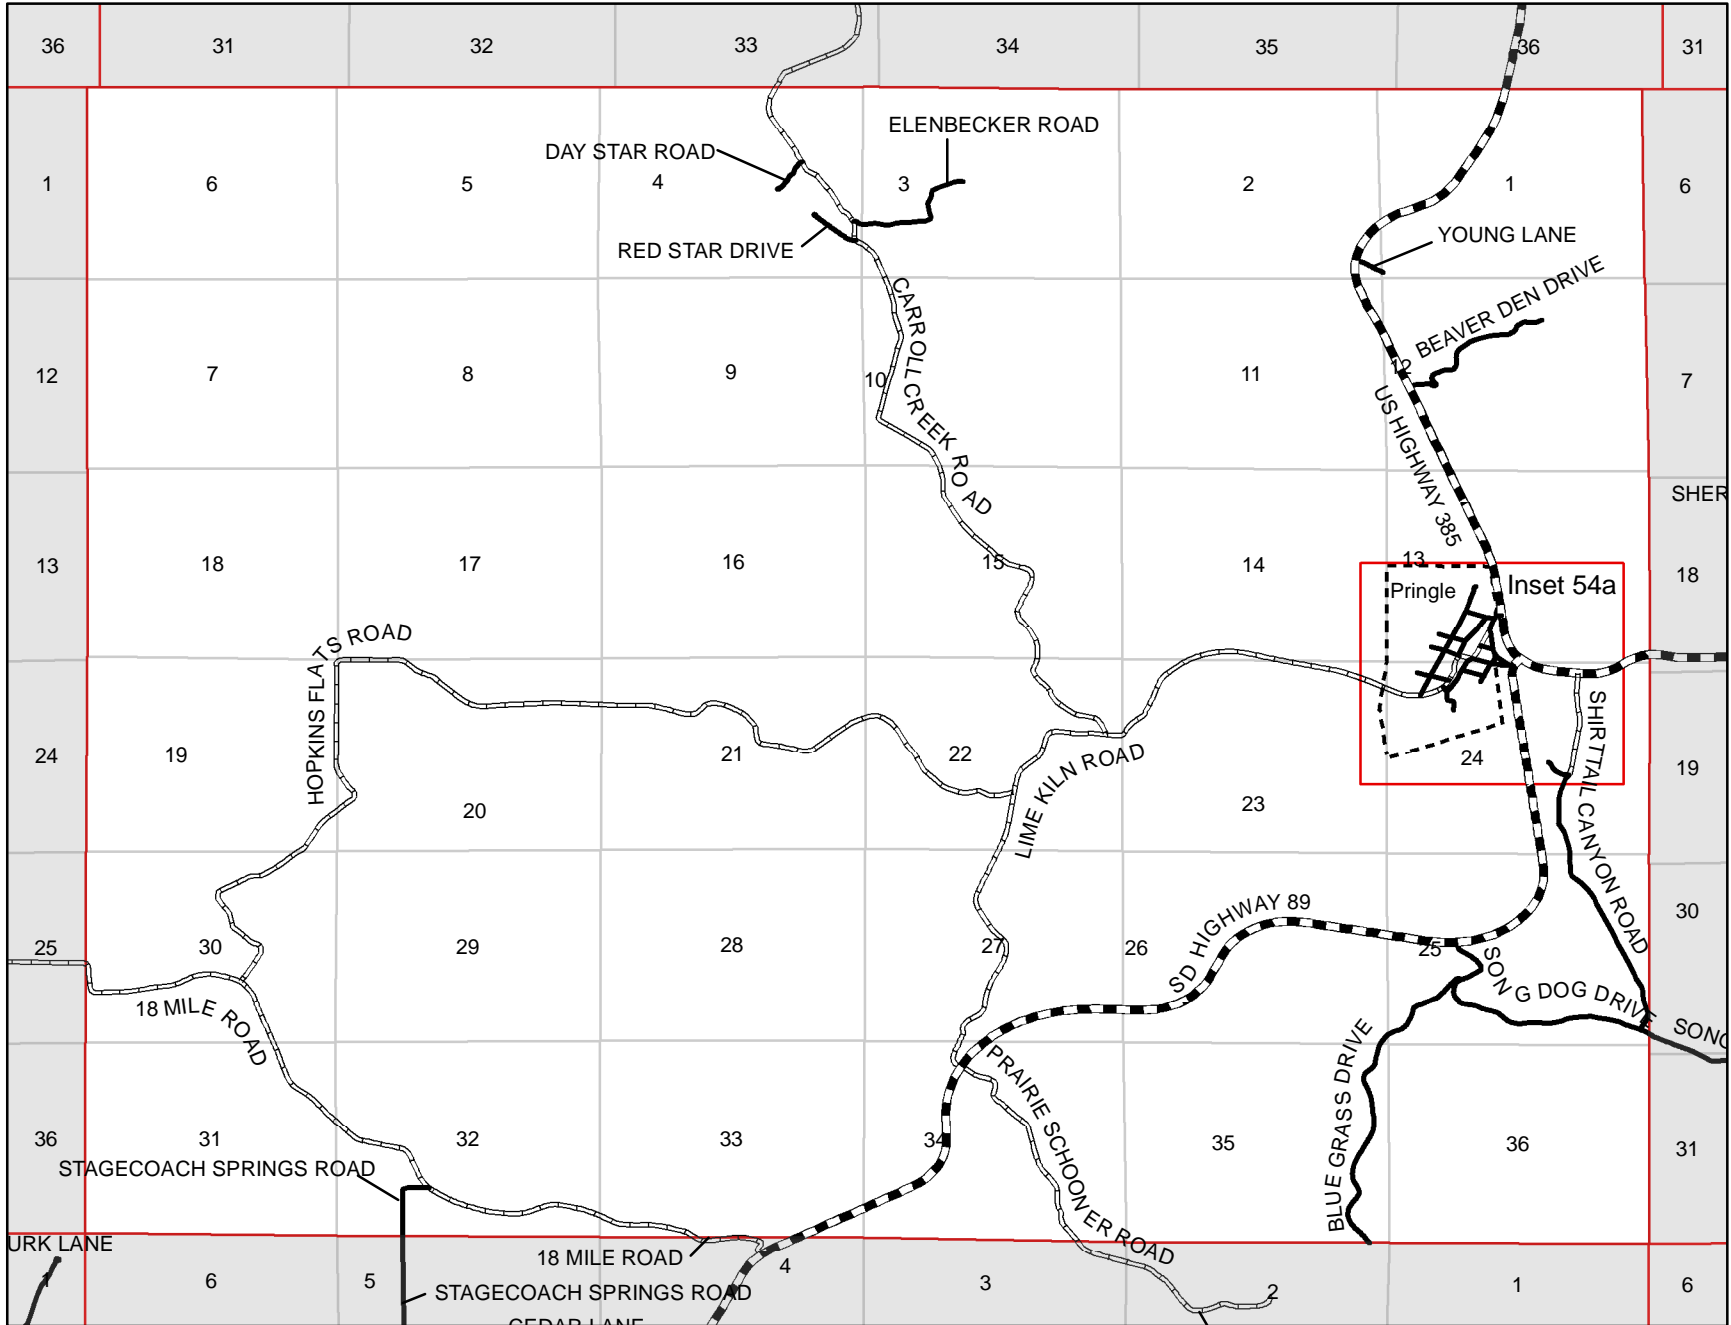 36 31 32 33 34 35 36 31
ELENBECKER ROAD
DAY STAR ROAD
1 6 5 4 3 2 1 6
RED STAR DRIVE
YOUNG LANE
BEAVER DEN DRIVE
CARROLL CREEK ROAD
12 7 8 9 10 11 12 7
US HIGHWAY 385
SHER
13 18 17 16 15 14 13 18
Pringle
Inset 54a
HOPKINS FLATS ROAD
24 19 20 21 22 23 24 19
LIME KILN ROAD
SHIRTTAIL CANYON ROAD
SD HIGHWAY 89
25 30 29 28 27 26 25 30
18 MILE ROAD
SONG DOG DRIVE
SONG
PRAIRIE SCHOONER ROAD
BLUE GRASS DRIVE
36 31 32 33 34 35 36 31
STAGECOACH SPRINGS ROAD
URK LANE
18 MILE ROAD
1 6 5 4 3 2 1 6
STAGECOACH SPRINGS ROAD
CEDAR LANE